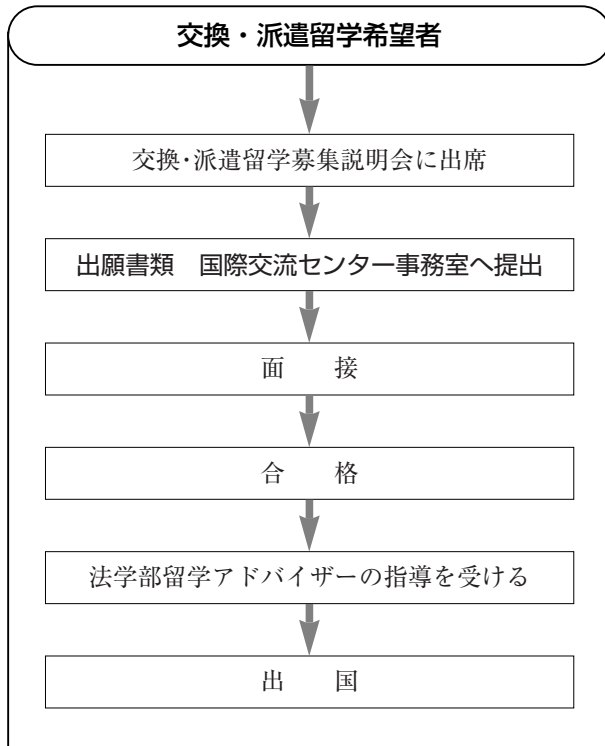 交換・派遣留学希望者
交換・派遣留学募集説明会に出席
出願書類　国際交流センター事務室へ提出
面　　接
合　　格
法学部留学アドバイザーの指導を受ける
出　　国